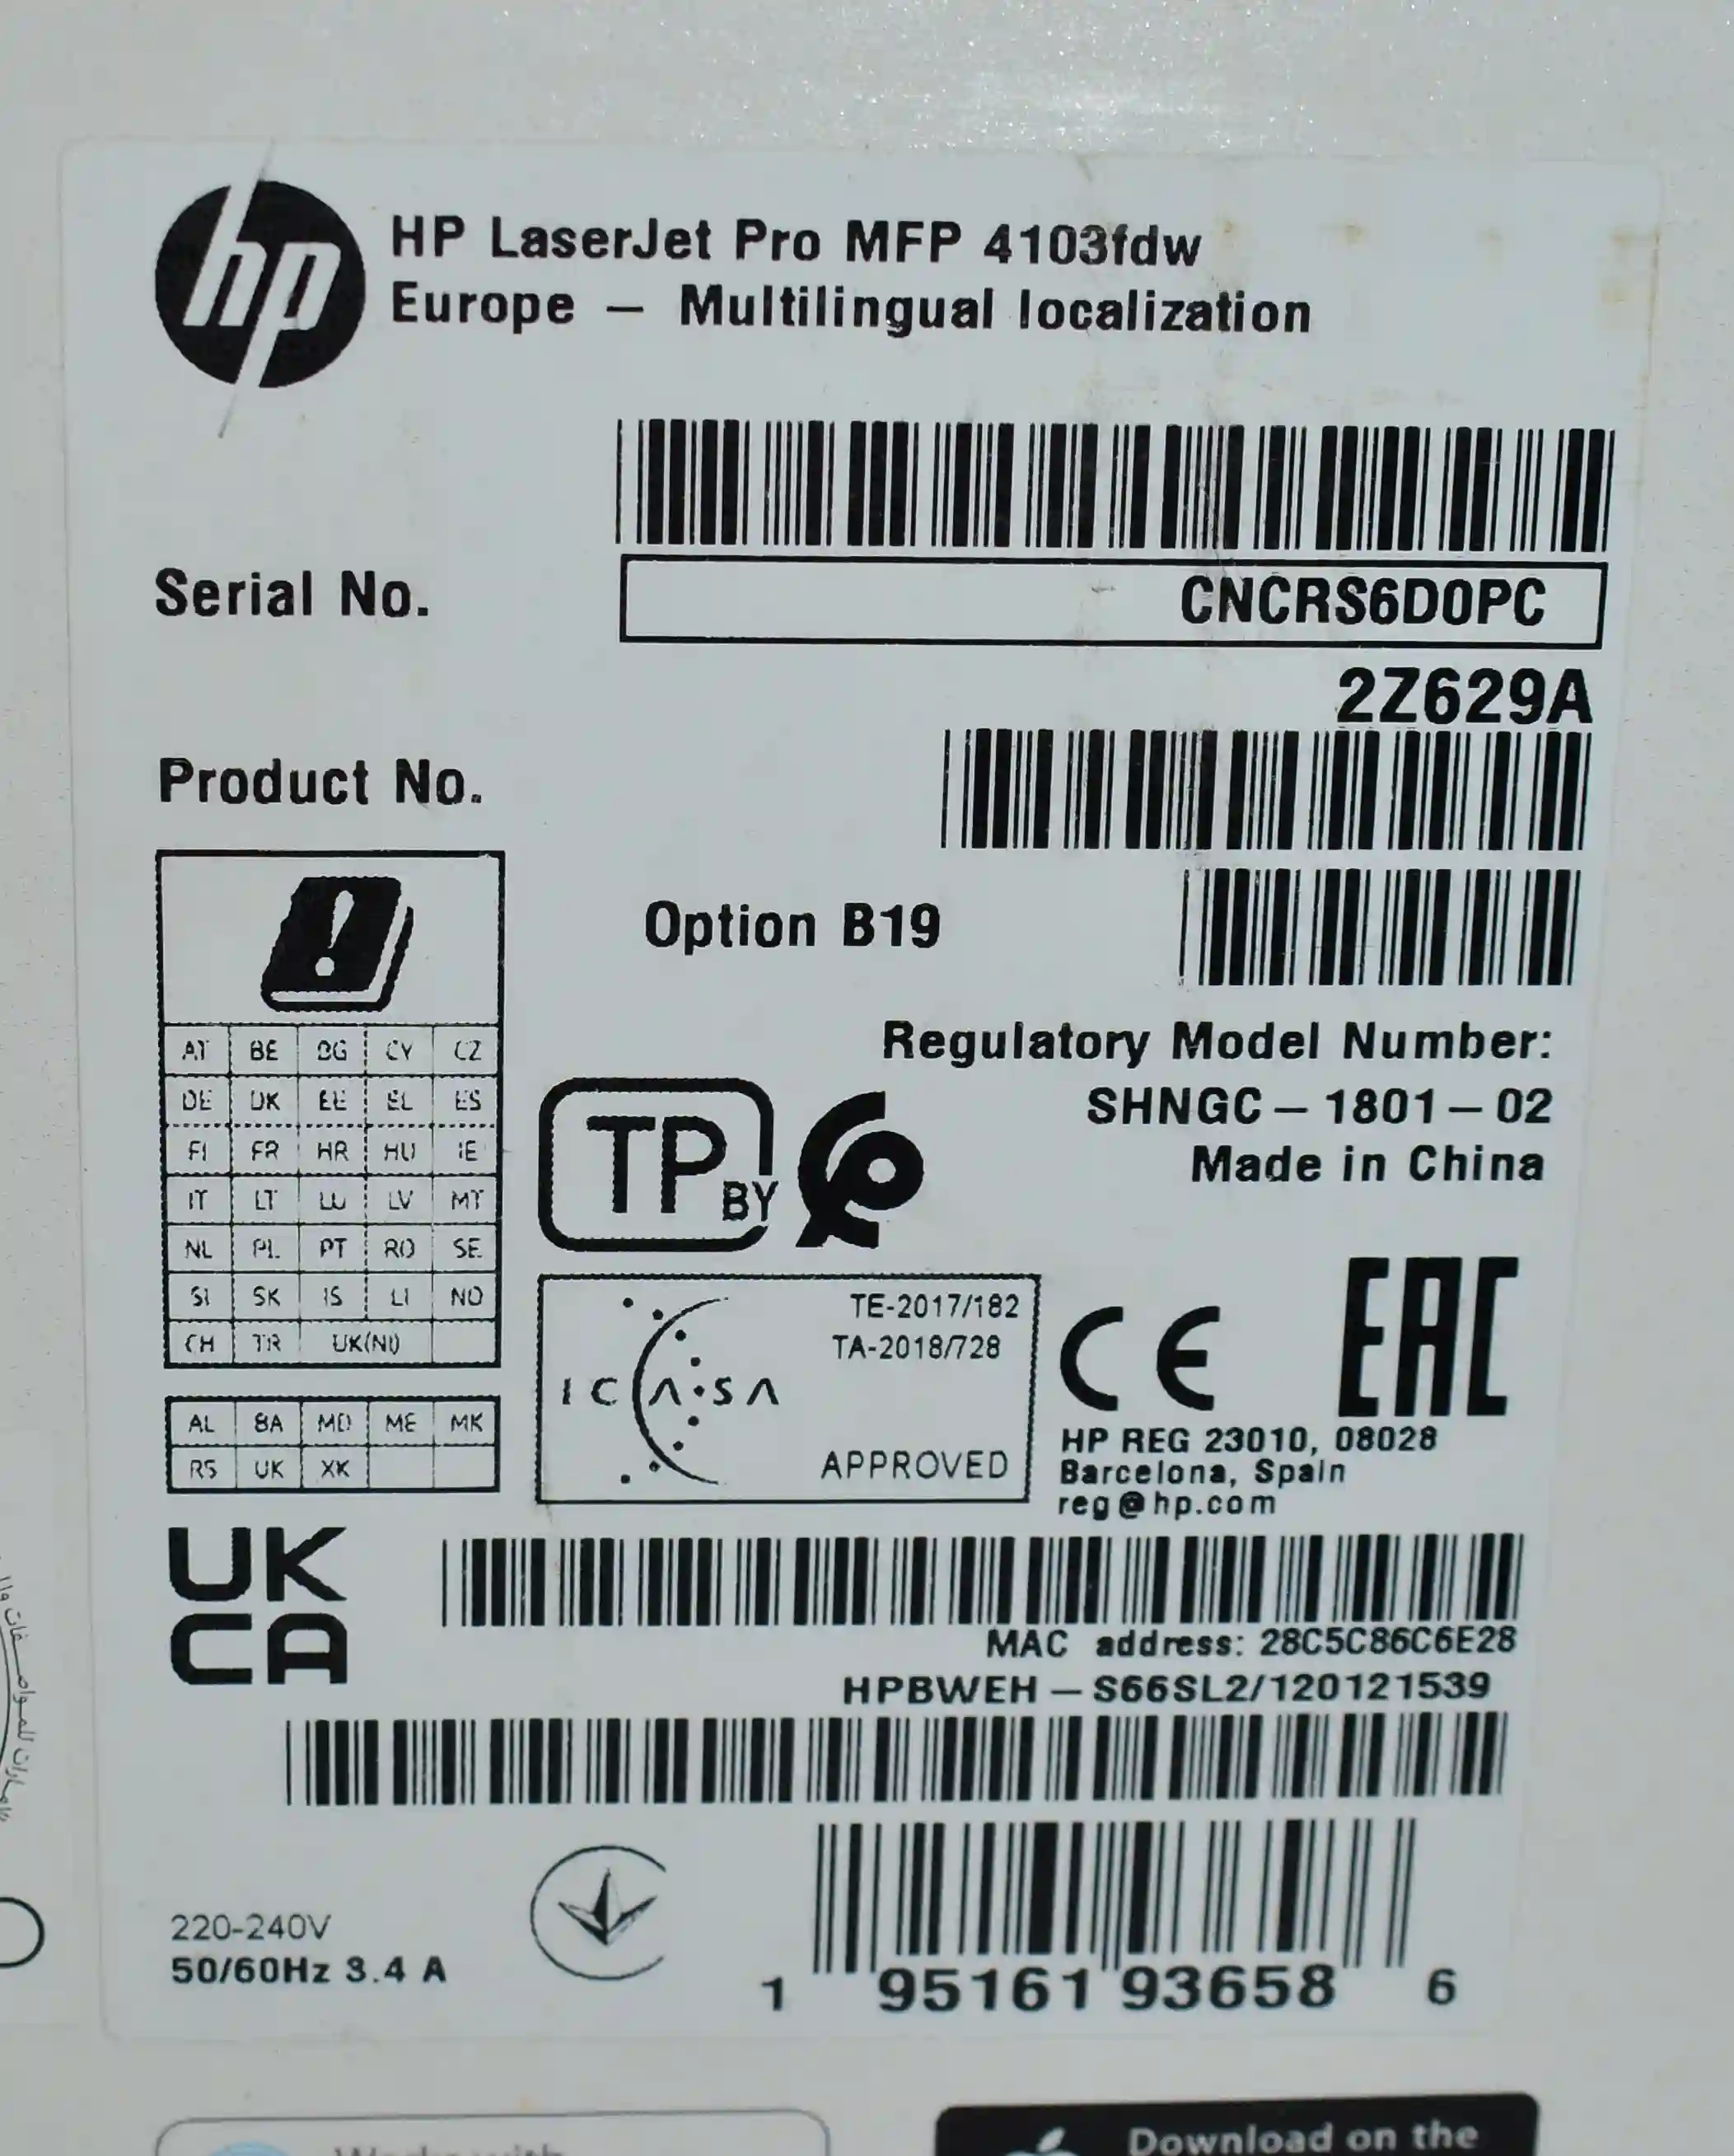 hp
HP LaserJet Pro MFP 4103fdw
Europe – Multilingual localization
Serial No.
CNCRS6D0PC
2Z629A
Product No.
Option B19
Regulatory Model Number:
SHNGC – 1801 – 02
Made in China
AT BE BG CY CZ
DE DK EE EL ES
FI FR HR HU IE
IT LT LU LV MT
NL PL PT RO SE
SI SK IS LI NO
CH TR UK(NI)
AL BA MD ME MK
RS UK XK
TP BY
ICASA
TE-2017/182
TA-2018/728
APPROVED
CE
EAC
HP REG 23010, 08028
Barcelona, Spain
reg@hp.com
UK
CA
MAC address: 28C5C86C6E28
HPBWEH – S66SL2/120121539
220-240V
50/60Hz 3.4 A
1 95161 93658 6
Works with
Download on the